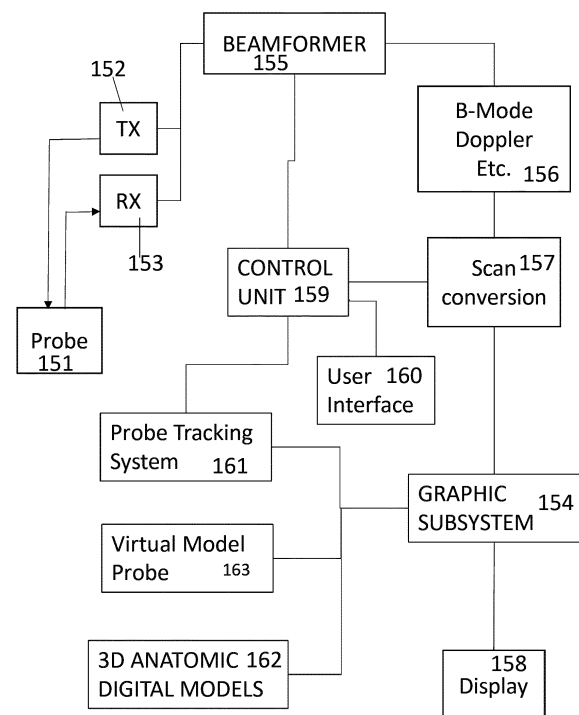 BEAMFORMER
155
152
TX
B-Mode
Doppler
Etc. 156
RX
153
CONTROL
UNIT 159
Scan 157
conversion
Probe
151
User 160
Interface
Probe Tracking
System 161
GRAPHIC
SUBSYSTEM 154
Virtual Model
Probe 163
3D ANATOMIC 162
DIGITAL MODELS
158
Display